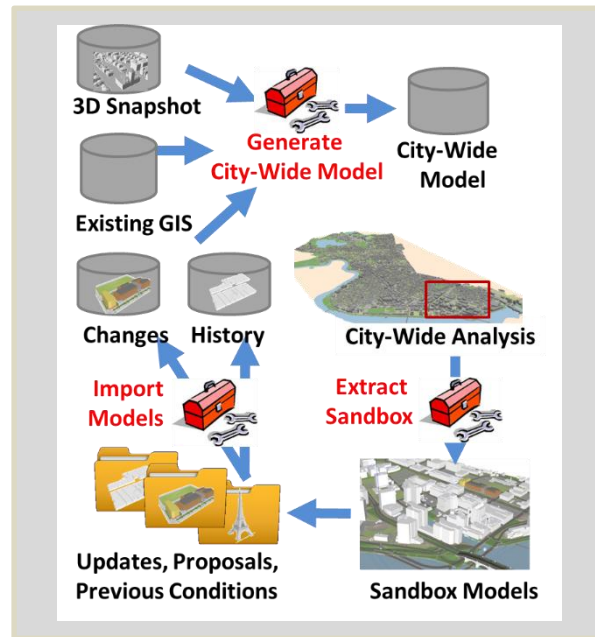 3D Snapshot
Generate
City-Wide Model
City-Wide
Model
Existing GIS
Changes
History
City-Wide Analysis
Import
Models
Extract
Sandbox
Updates, Proposals,
Previous Conditions
Sandbox Models